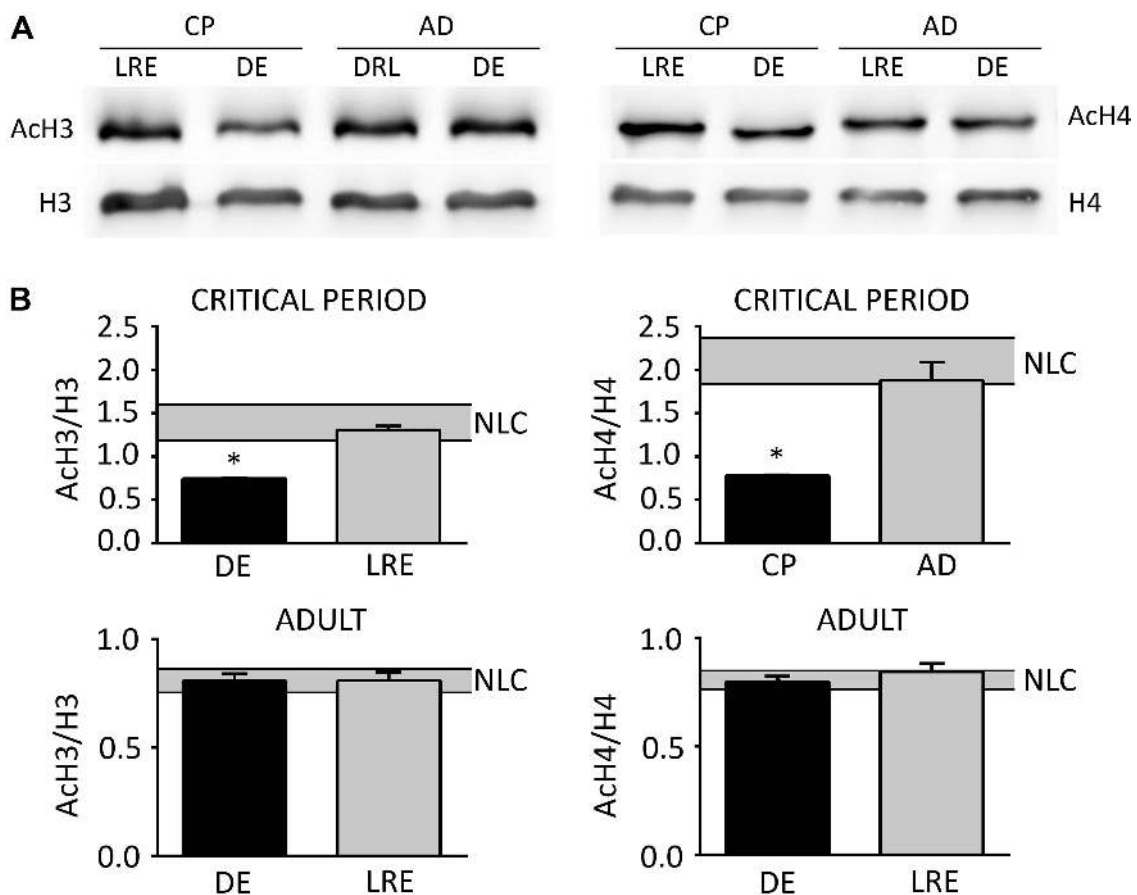 A
CP AD CP AD
LRE DE DRL DE LRE DE LRE DE
AcH3 AcH4
H3 H4
B
CRITICAL PERIOD CRITICAL PERIOD
2.5 2.5
2.0 2.0 NLC
1.5 NLC 1.5
1.0 * 1.0 *
0.5 0.5
0.0 0.0
AcH3/H3 AcH4/H4
DE LRE CP AD
ADULT ADULT
1.0 1.0
NLC NLC
0.5 0.5
0.0 0.0
AcH3/H3 AcH4/H4
DE LRE DE LRE